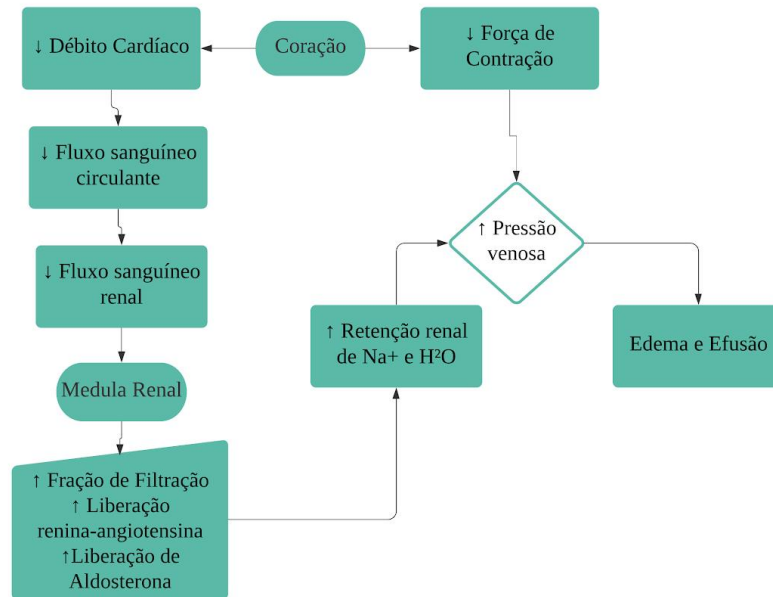 ↓ Débito Cardíaco
Coração
↓ Força de
Contração
↓ Fluxo sanguíneo
circulante
↓ Fluxo sanguíneo
renal
Medula Renal
↑ Fração de Filtração
↑ Liberação
renina-angiotensina
↑Liberação de
Aldosterona
↑ Retenção renal
de Na+ e H²O
↑ Pressão
venosa
Edema e Efusão